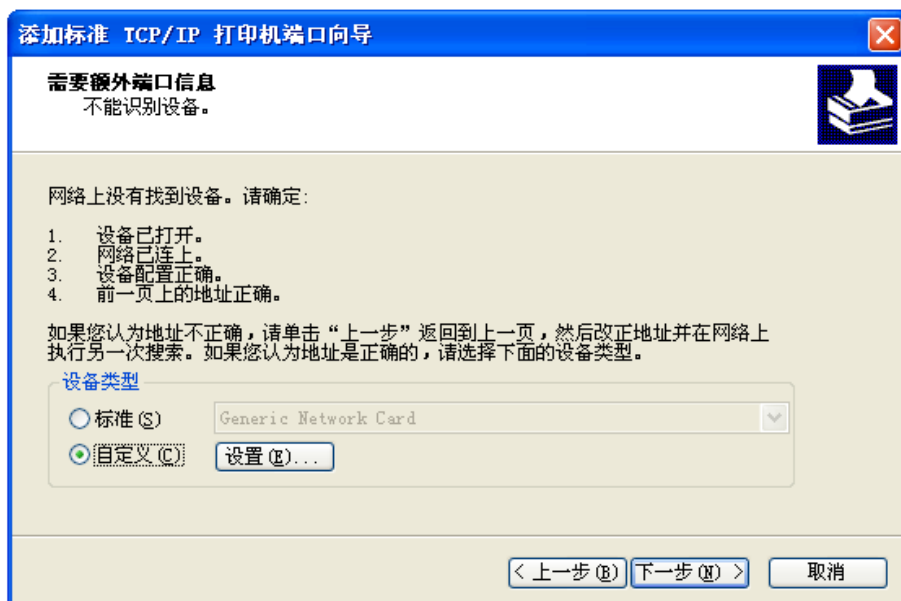 添加标准 TCP/IP 打印机端口向导
需要额外端口信息
不能识别设备。
网络上没有找到设备。请确定:
1. 设备已打开。
2. 网络已连上。
3. 设备配置正确。
4. 前一页上的地址正确。
如果您认为地址不正确,请单击“上一步”返回到上一页,然后改正地址并在网络上
执行另一次搜索。如果您认为地址是正确的,请选择下面的设备类型。
设备类型
标准(S) Generic Network Card
自定义(C) 设置(E)...
< 上一步(B) 下一步(N) > 取消